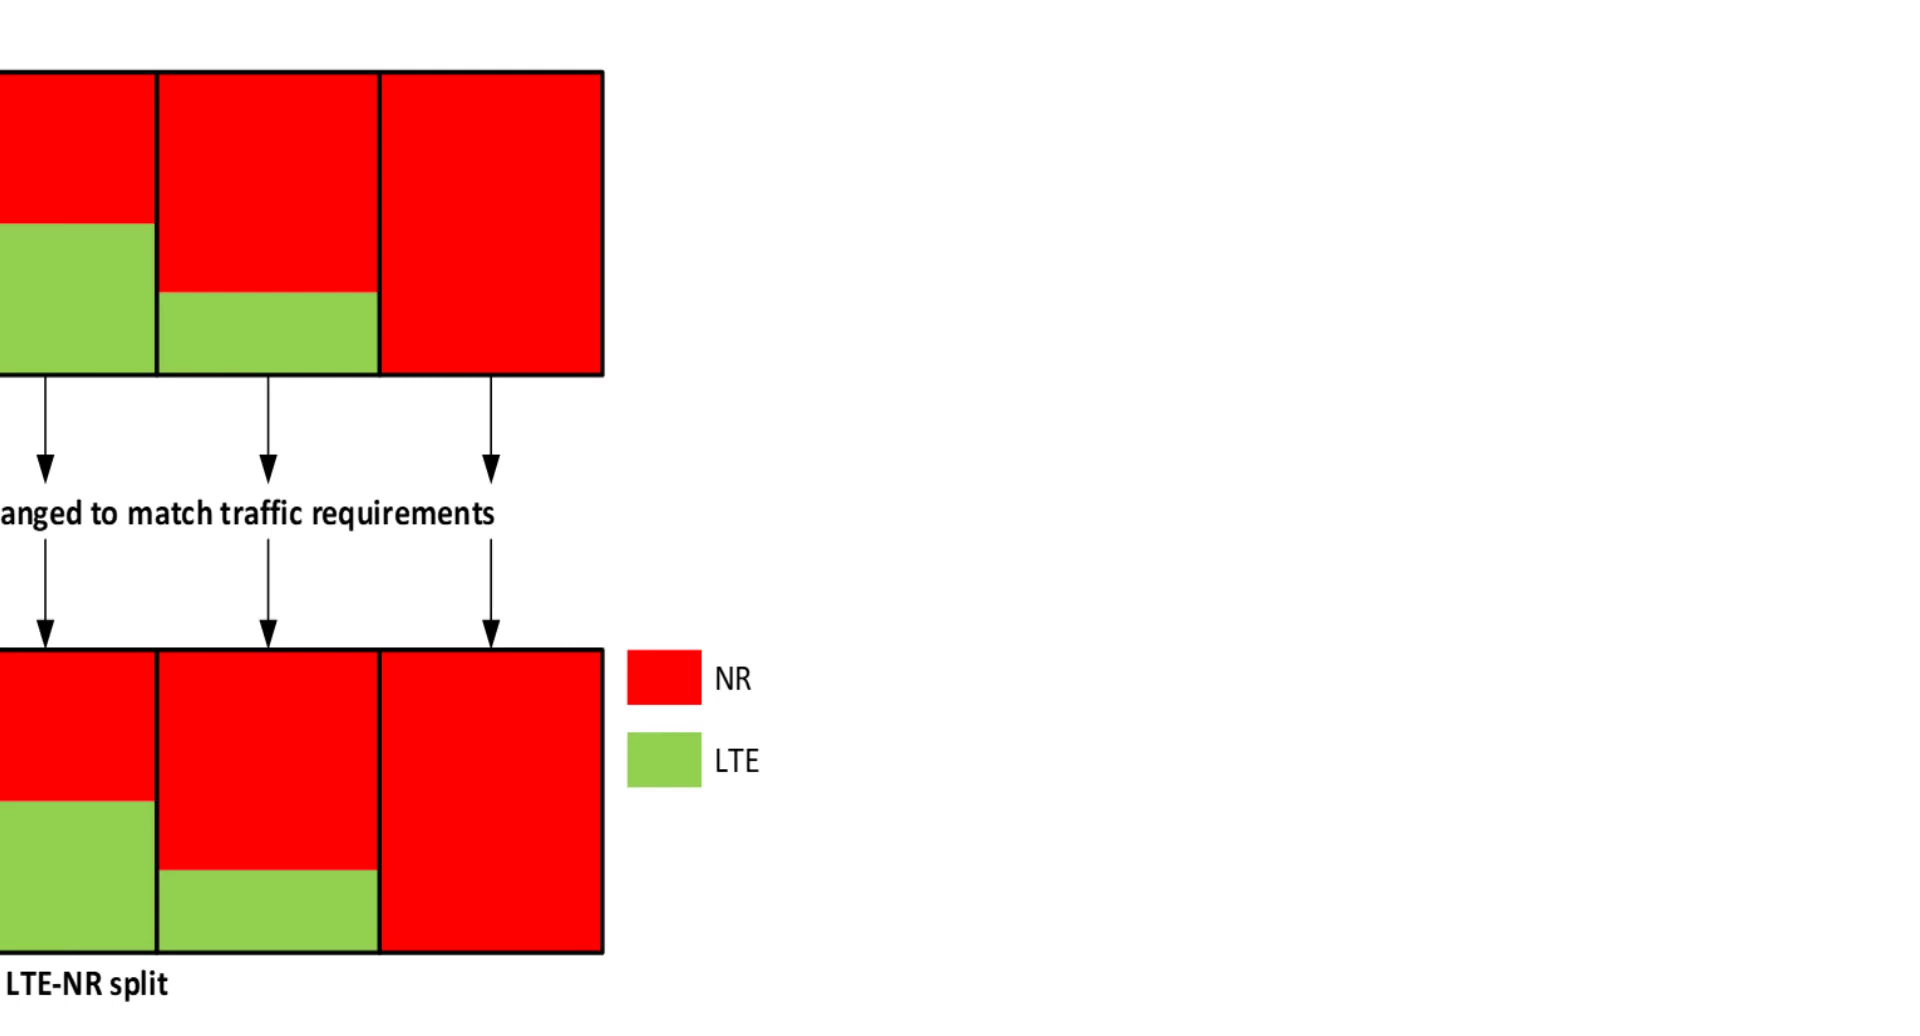 anged to match traffic requirements
NR
LTE
LTE-NR split